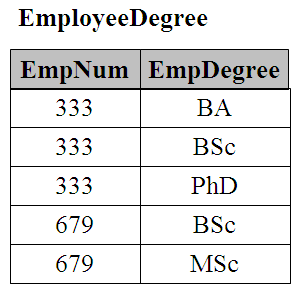 EmployeeDegree
EmpNum EmpDegree
333 BA
333 BSc
333 PhD
679 BSc
679 MSc